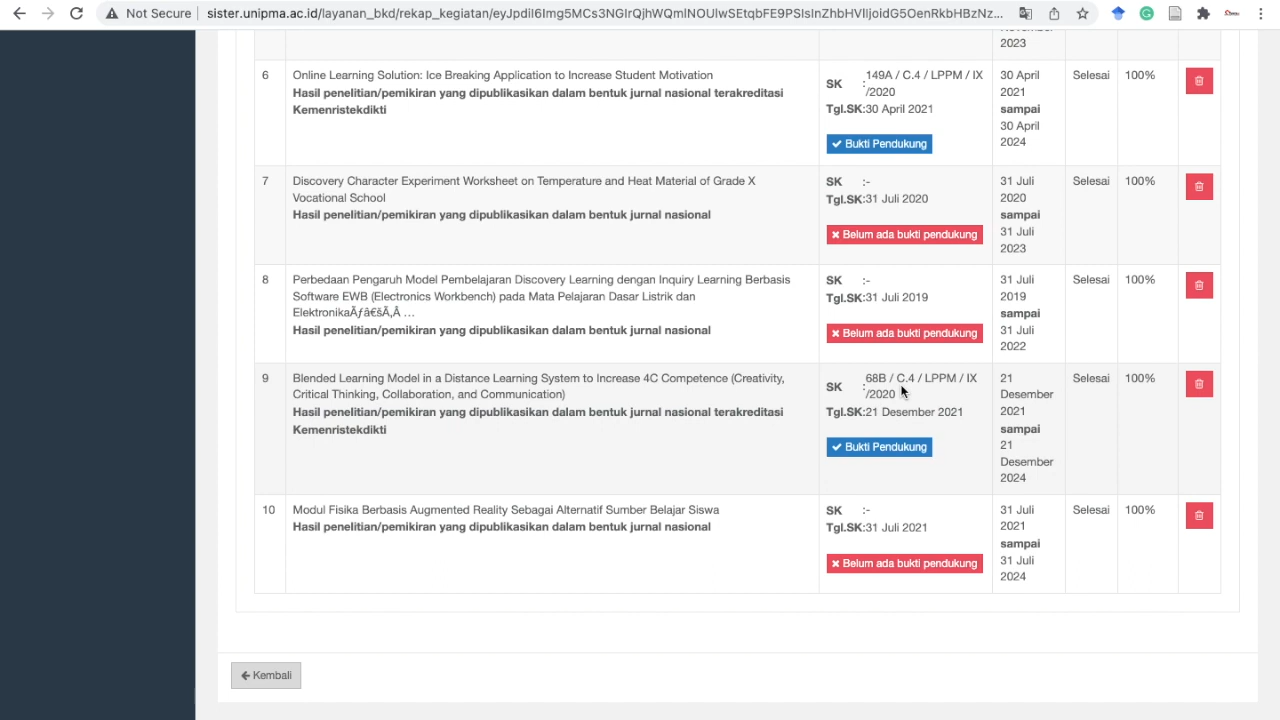 Not Secure
sister.unipma.ac.id/layanan_bkd/rekap_kegiatan/
2023
6
Online Learning Solution: Ice Breaking Application to Increase Student Motivation
Hasil penelitian/pemikiran yang dipublikasikan dalam bentuk jurnal nasional terakreditasi
Kemenristekdikti
SK :149A / C.4 / LPPM / IX
/2020
Tgl.SK:30 April 2021
Bukti Pendukung
30 April
2021
sampai
30 April
2024
Selesai
100%
7
Discovery Character Experiment Worksheet on Temperature and Heat Material of Grade X
Vocational School
Hasil penelitian/pemikiran yang dipublikasikan dalam bentuk jurnal nasional
SK :-
Tgl.SK:31 Juli 2020
Belum ada bukti pendukung
31 Juli
2020
sampai
31 Juli
2023
Selesai
100%
8
Perbedaan Pengaruh Model Pembelajaran Discovery Learning dengan Inquiry Learning Berbasis
Software EWB (Electronics Workbench) pada Mata Pelajaran Dasar Listrik dan
ElektronikaÃƒâ€šÃ‚Â ...
Hasil penelitian/pemikiran yang dipublikasikan dalam bentuk jurnal nasional
SK :-
Tgl.SK:31 Juli 2019
Belum ada bukti pendukung
31 Juli
2019
sampai
31 Juli
2022
Selesai
100%
9
Blended Learning Model in a Distance Learning System to Increase 4C Competence (Creativity,
Critical Thinking, Collaboration, and Communication)
Hasil penelitian/pemikiran yang dipublikasikan dalam bentuk jurnal nasional terakreditasi
Kemenristekdikti
SK :68B / C.4 / LPPM / IX
/2020
Tgl.SK:21 Desember 2021
Bukti Pendukung
21
Desember
2021
sampai
21
Desember
2024
Selesai
100%
10
Modul Fisika Berbasis Augmented Reality Sebagai Alternatif Sumber Belajar Siswa
Hasil penelitian/pemikiran yang dipublikasikan dalam bentuk jurnal nasional
SK :-
Tgl.SK:31 Juli 2021
Belum ada bukti pendukung
31 Juli
2021
sampai
31 Juli
2024
Selesai
100%
Kembali